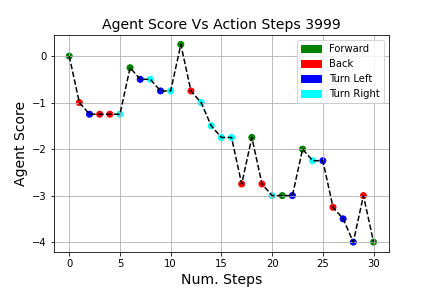 Agent Score Vs Action Steps 3999
Forward
Back
Turn Left
Turn Right
Agent Score
0
−1
−2
−3
−4
0 5 10 15 20 25 30
Num. Steps